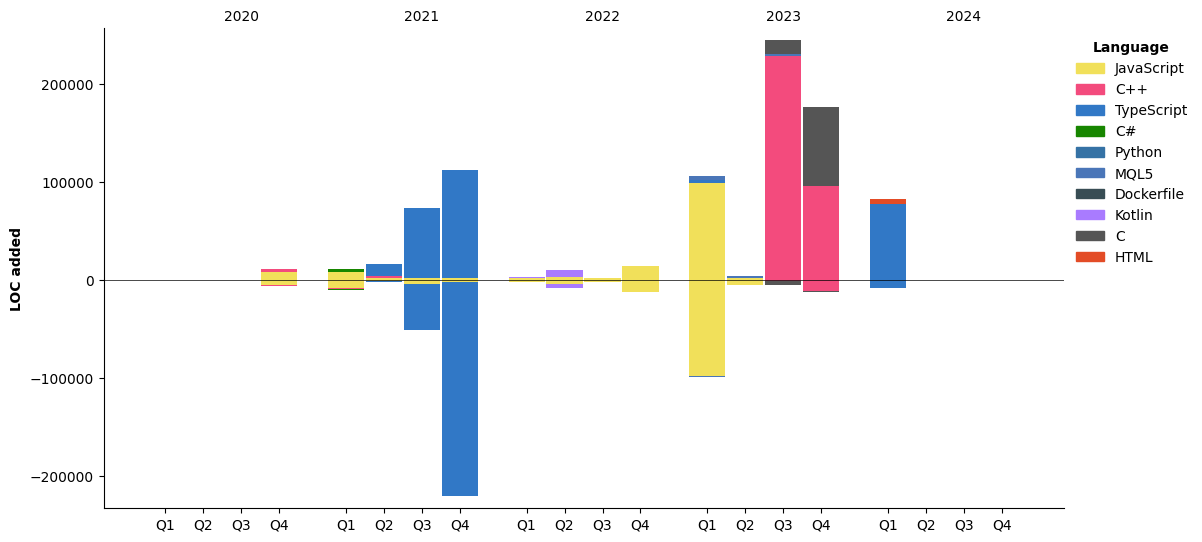 2020 2021 2022 2023 2024
Language
JavaScript
C++
TypeScript
C#
Python
MQL5
Dockerfile
Kotlin
C
HTML
LOC added
200000
100000
0
−100000
−200000
Q1 Q2 Q3 Q4 Q1 Q2 Q3 Q4 Q1 Q2 Q3 Q4 Q1 Q2 Q3 Q4 Q1 Q2 Q3 Q4